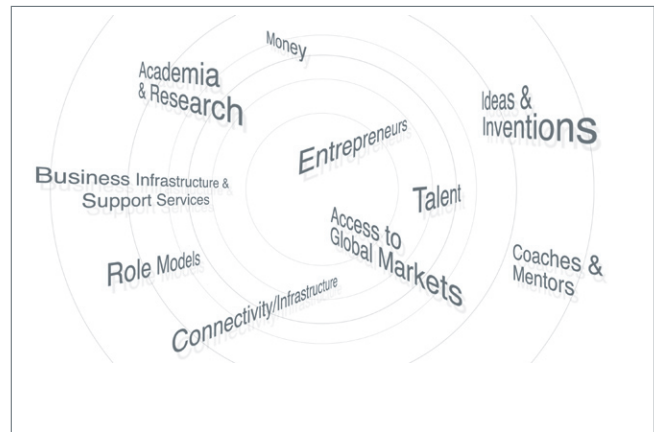 Money
Academia
& Research
Ideas &
Inventions
Entrepreneurs
Business Infrastructure &
Support Services
Talent
Access to
Global Markets
Role Models
Coaches &
Mentors
Connectivity/Infrastructure